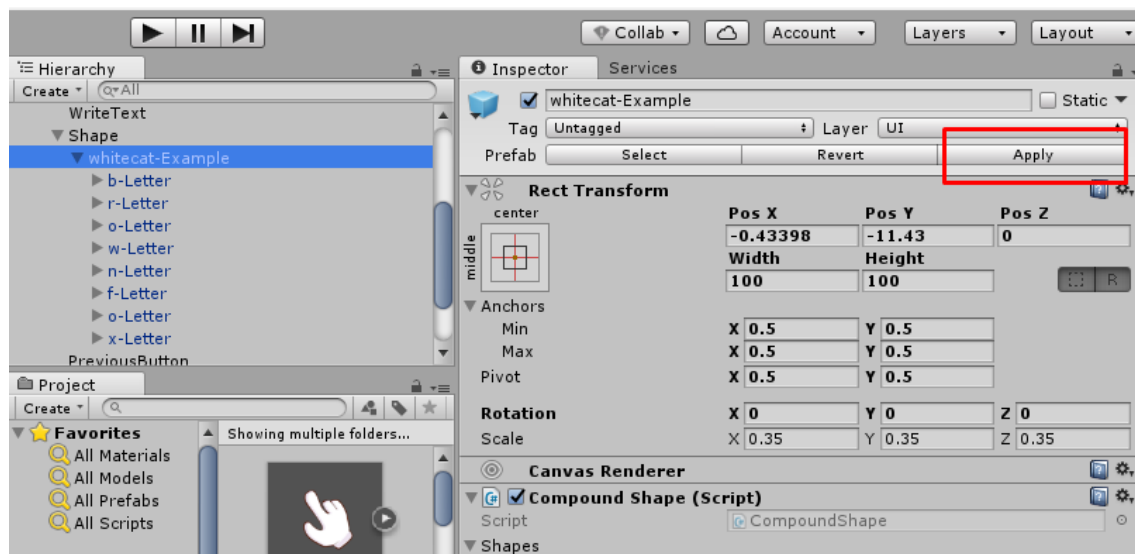 Collab
Account
Layers
Layout
Hierarchy
Create
All
WriteText
Shape
whitecat-Example
b-Letter
r-Letter
o-Letter
w-Letter
n-Letter
f-Letter
o-Letter
x-Letter
PreviousButton
Project
Create
Favorites
All Materials
All Models
All Prefabs
All Scripts
Showing multiple folders...
Inspector Services
whitecat-Example Static
Tag Untagged Layer UI
Prefab Select Revert Apply
Rect Transform
center
middle
Pos X Pos Y Pos Z
-0.43398 -11.43 0
Width Height
100 100
R
Anchors
Min X 0.5 Y 0.5
Max X 0.5 Y 0.5
Pivot X 0.5 Y 0.5
Rotation X 0 Y 0 Z 0
Scale X 0.35 Y 0.35 Z 0.35
Canvas Renderer
Compound Shape (Script)
Script CompoundShape
Shapes